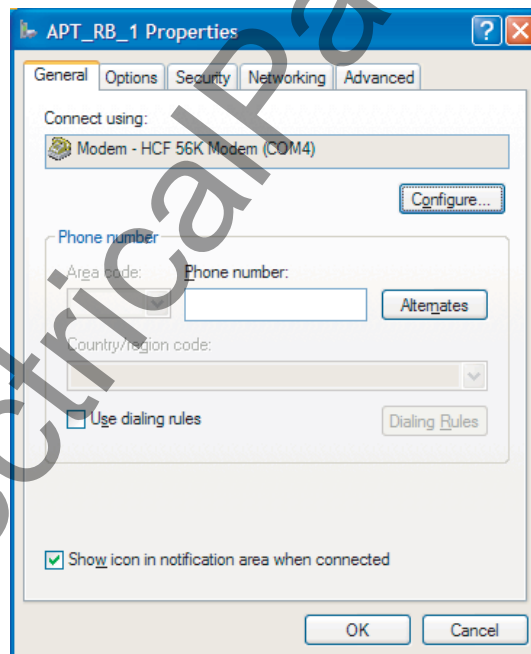 APT_RB_1 Properties
General Options Security Networking Advanced
Connect using:
Modem - HCF 56K Modem (COM4)
Configure...
Phone number
Area code: Phone number:
Alternates
Country/region code:
Use dialing rules
Dialing Rules
Show icon in notification area when connected
OK Cancel